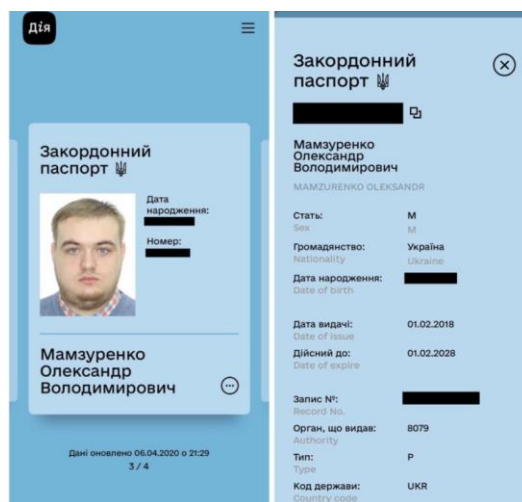 Дія
Закордонний
паспорт
Дата
народження:
Номер:
Мамзуренко
Олександр
Володимирович
Дані оновлено 06.04.2020 о 21:29
3 / 4
Закордонний
паспорт
Мамзуренко
Олександр
Володимирович
MAMZURENKO OLEKSANDR
Стать: М
Sex M
Громадянство: Україна
Nationality Ukraine
Дата народження:
Date of birth
Дата видачі: 01.02.2018
Date of issue
Дійсний до: 01.02.2028
Date of expire
Запис №:
Record No.
Орган, що видав: 8079
Authority
Тип: P
Type
Код держави: UKR
Country code